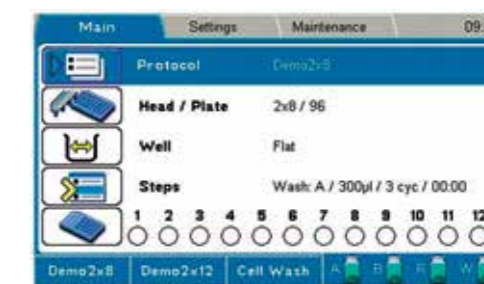 Main Settings Maintenance 09
Protocol Demo2x8
Head / Plate 2x8 / 96
Well Flat
Steps Wash: A / 300µl / 3 cyc / 00:00
1 2 3 4 5 6 7 8 9 10 11 12
Demo2x8 Demo2x12 Cell Wash A B R W